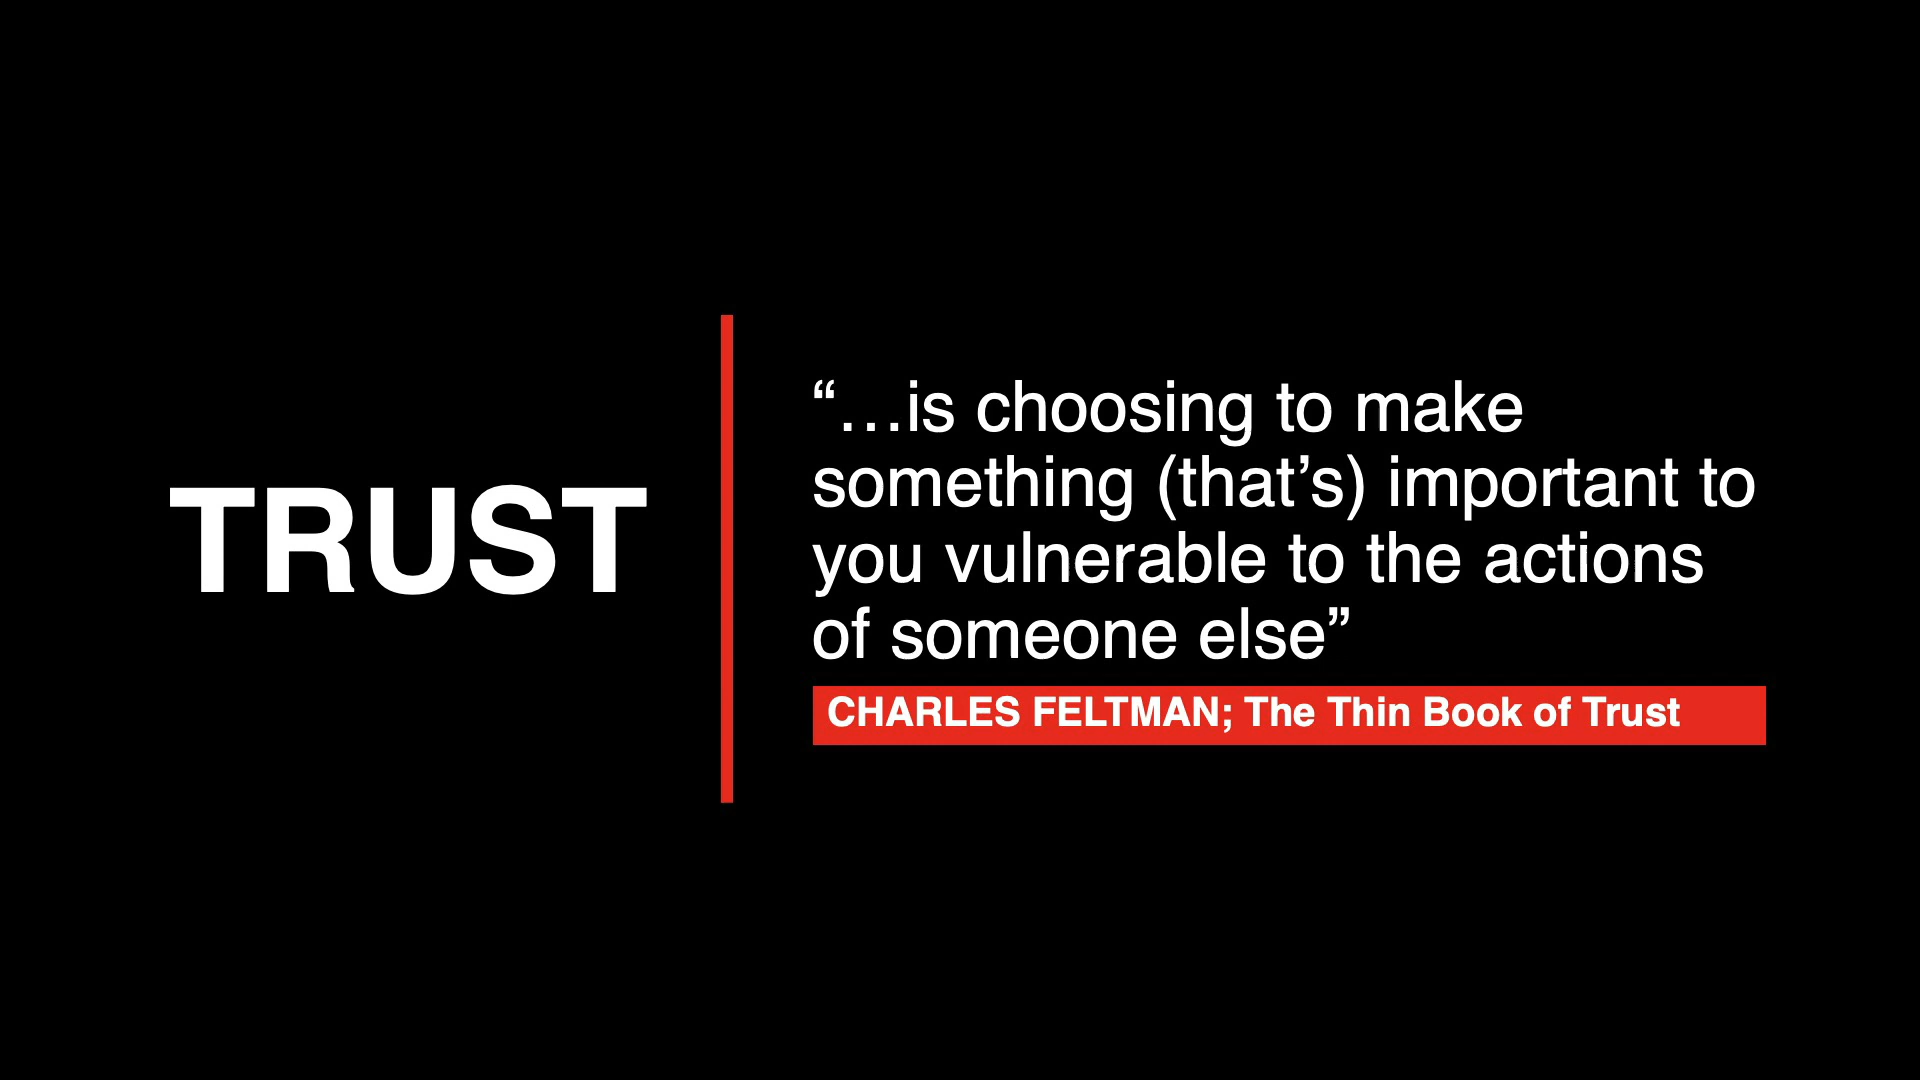 TRUST
“…is choosing to make
something (that’s) important to
you vulnerable to the actions
of someone else”
CHARLES FELTMAN; The Thin Book of Trust